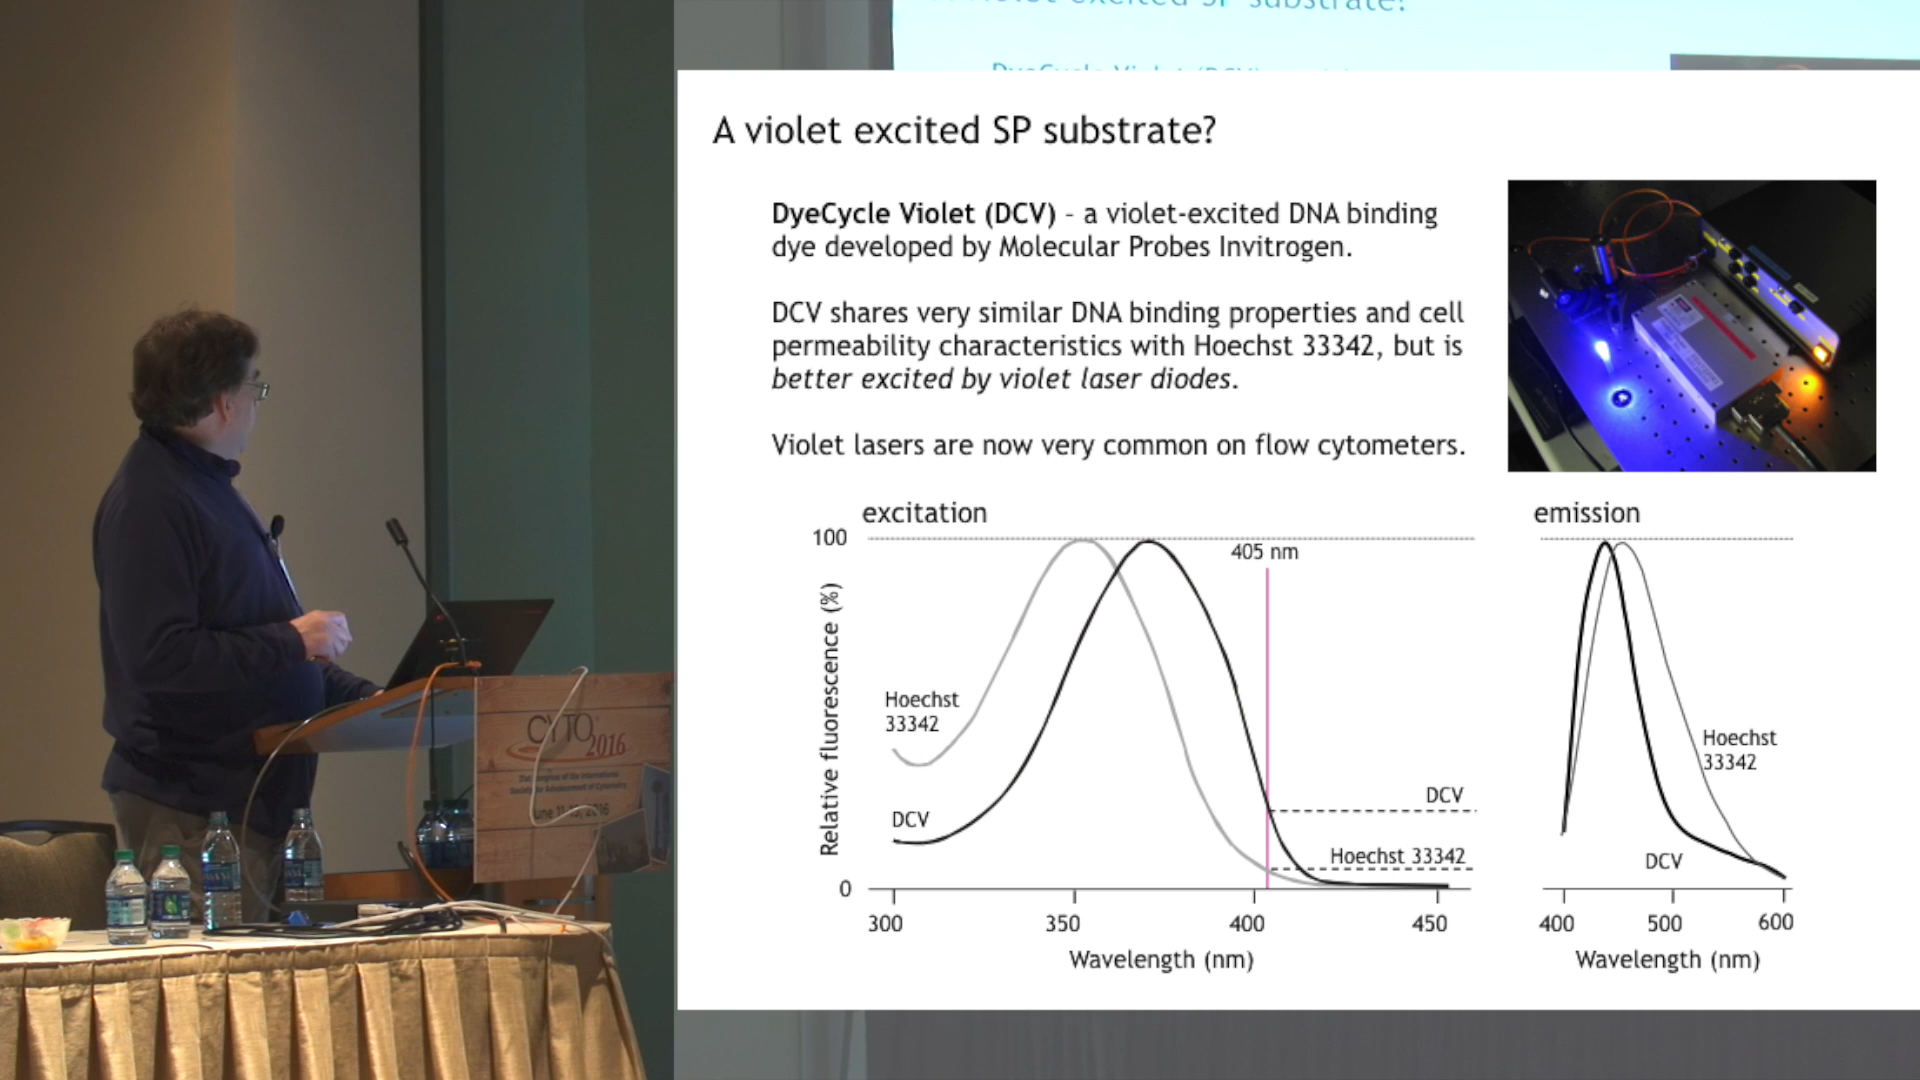 A violet excited SP substrate?
DyeCycle Violet (DCV) – a violet-excited DNA binding
dye developed by Molecular Probes Invitrogen.
DCV shares very similar DNA binding properties and cell
permeability characteristics with Hoechst 33342, but is
better excited by violet laser diodes.
Violet lasers are now very common on flow cytometers.
excitation
100
405 nm
Relative fluorescence (%)
Hoechst
33342
DCV
DCV
Hoechst 33342
0
300
350
400
450
Wavelength (nm)
emission
Hoechst
33342
DCV
400
500
600
Wavelength (nm)
CYTO
2016